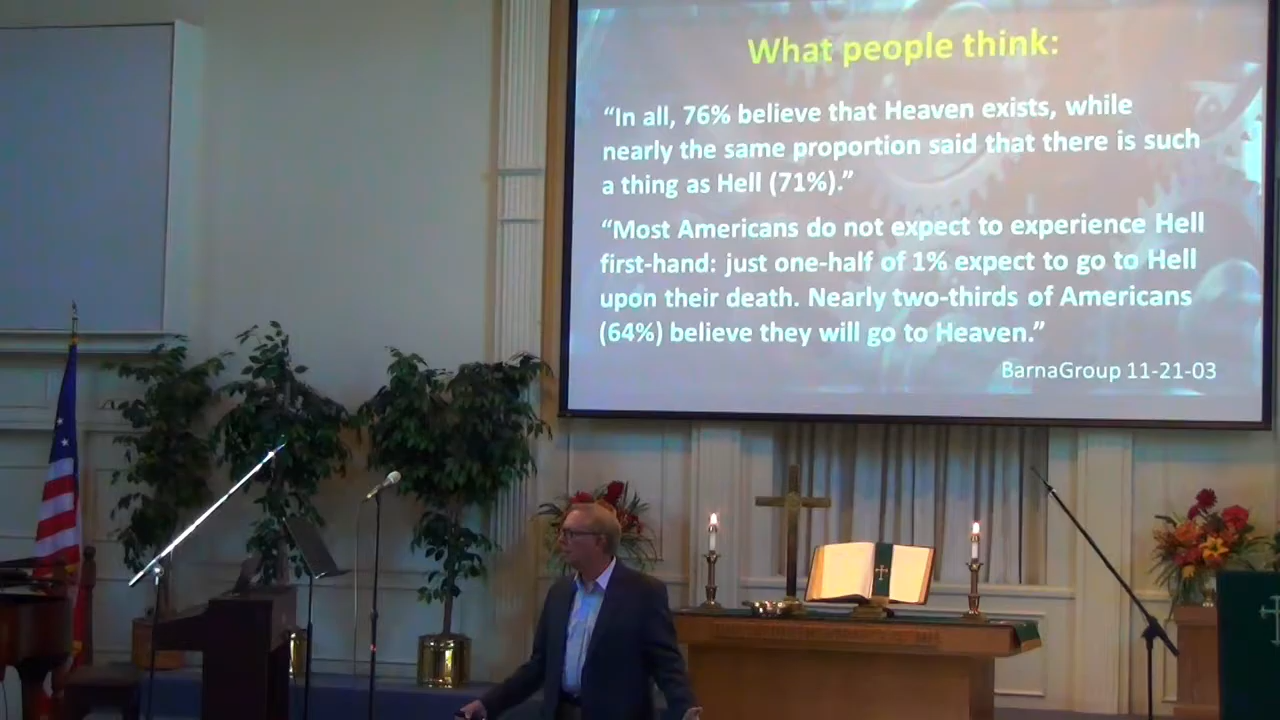 What people think:
“In all, 76% believe that Heaven exists, while
nearly the same proportion said that there is such
a thing as Hell (71%).”
“Most Americans do not expect to experience Hell
first-hand: just one-half of 1% expect to go to Hell
upon their death. Nearly two-thirds of Americans
(64%) believe they will go to Heaven.”
BarnaGroup 11-21-03